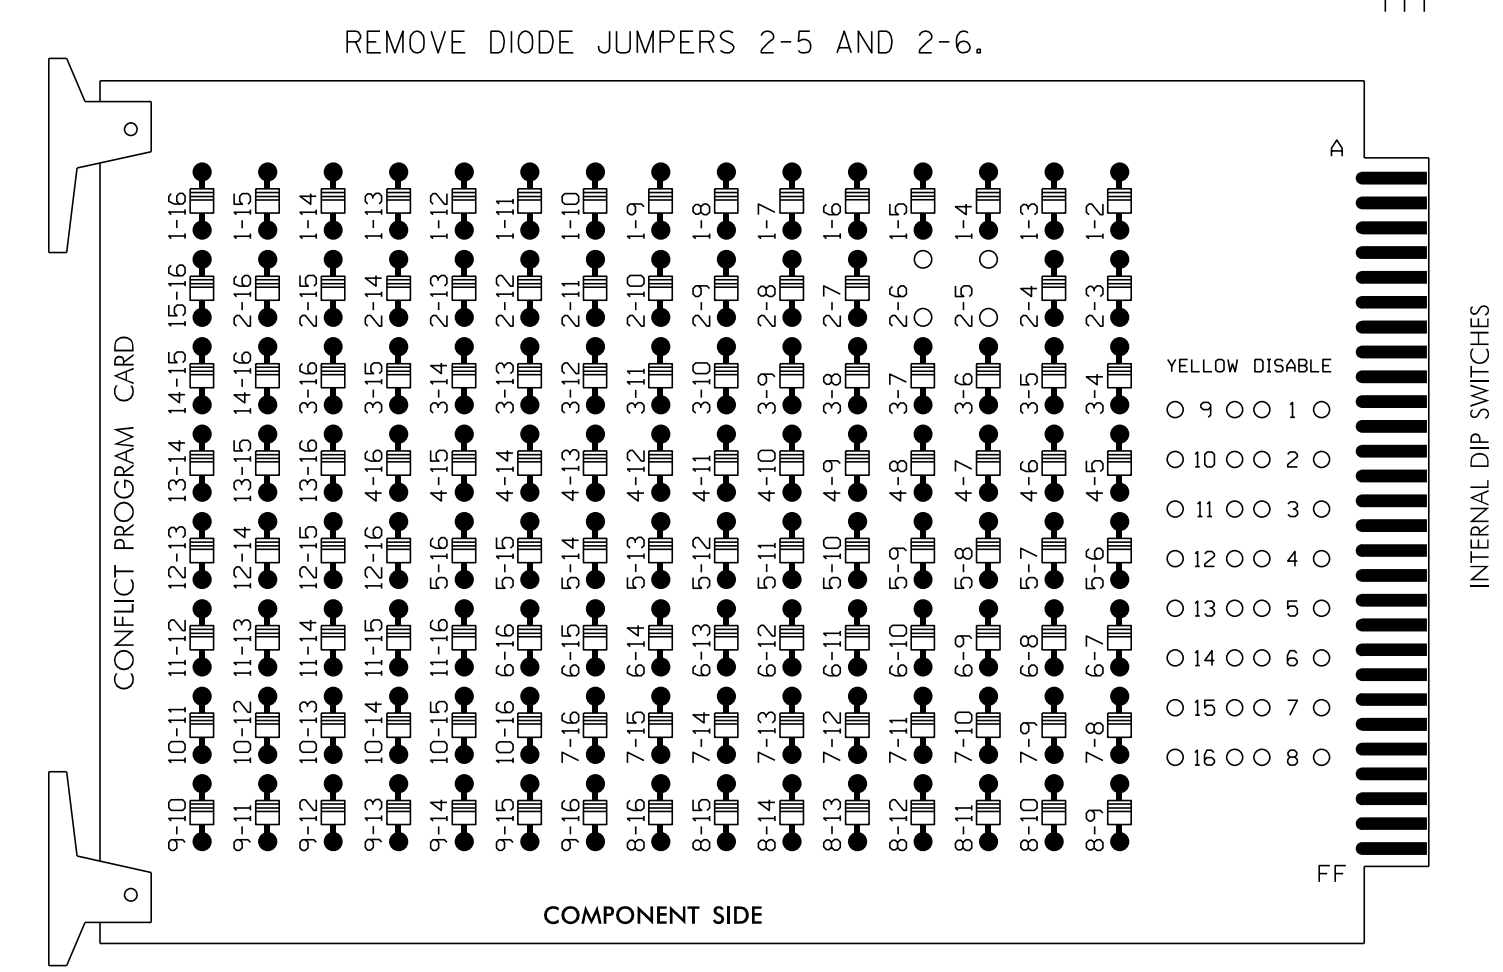 REMOVE DIODE JUMPERS 2-5 AND 2-6.
A
1-16 1-15 1-14 1-13 1-12 1-11 1-10 1-9 1-8 1-7 1-6 1-5 1-4 1-3 1-2
15-16 2-16 2-15 2-14 2-13 2-12 2-11 2-10 2-9 2-8 2-7 2-6 2-5 2-4 2-3
14-15 14-16 3-16 3-15 3-14 3-13 3-12 3-11 3-10 3-9 3-8 3-7 3-6 3-5 3-4
13-14 13-15 13-16 4-16 4-15 4-14 4-13 4-12 4-11 4-10 4-9 4-8 4-7 4-6 4-5
12-13 12-14 12-15 12-16 5-16 5-15 5-14 5-13 5-12 5-11 5-10 5-9 5-8 5-7 5-6
11-12 11-13 11-14 11-15 11-16 6-16 6-15 6-14 6-13 6-12 6-11 6-10 6-9 6-8 6-7
10-11 10-12 10-13 10-14 10-15 10-16 7-16 7-15 7-14 7-13 7-12 7-11 7-10 7-9 7-8
9-10 9-11 9-12 9-13 9-14 9-15 9-16 8-16 8-15 8-14 8-13 8-12 8-11 8-10 8-9
CONFLICT PROGRAM CARD
YELLOW DISABLE
9 1
10 2
11 3
12 4
13 5
14 6
15 7
16 8
FF
COMPONENT SIDE
INTERNAL DIP SWITCHES